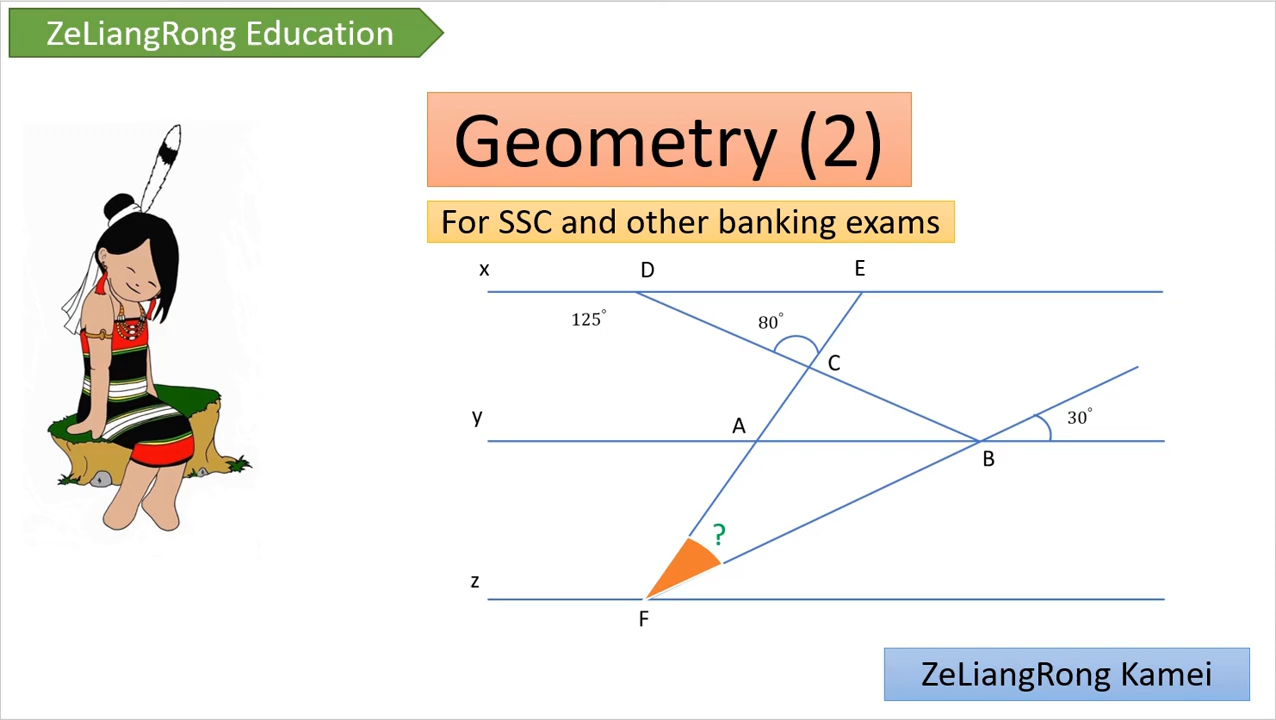 ZeLiangRong Education
Geometry (2)
For SSC and other banking exams
x D E
125°
80°
C
y A
30°
B
?
z
F
ZeLiangRong Kamei